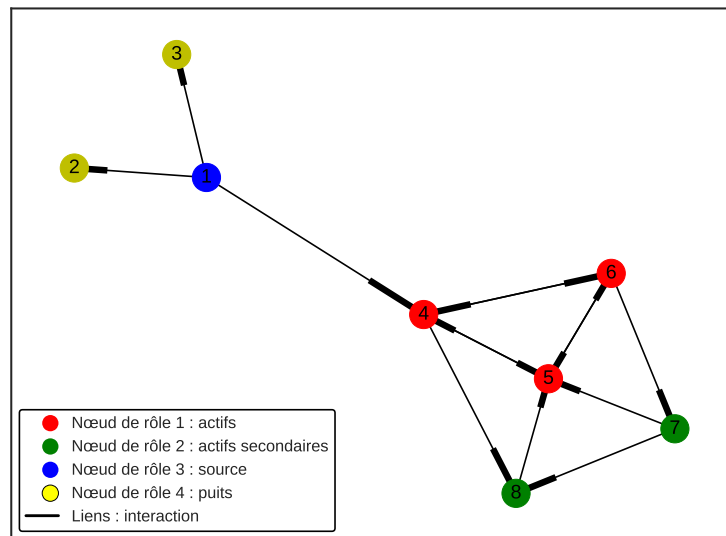 3
2
1
6
4
5
7
8
Nœud de rôle 1 : actifs
Nœud de rôle 2 : actifs secondaires
Nœud de rôle 3 : source
Nœud de rôle 4 : puits
Liens : interaction